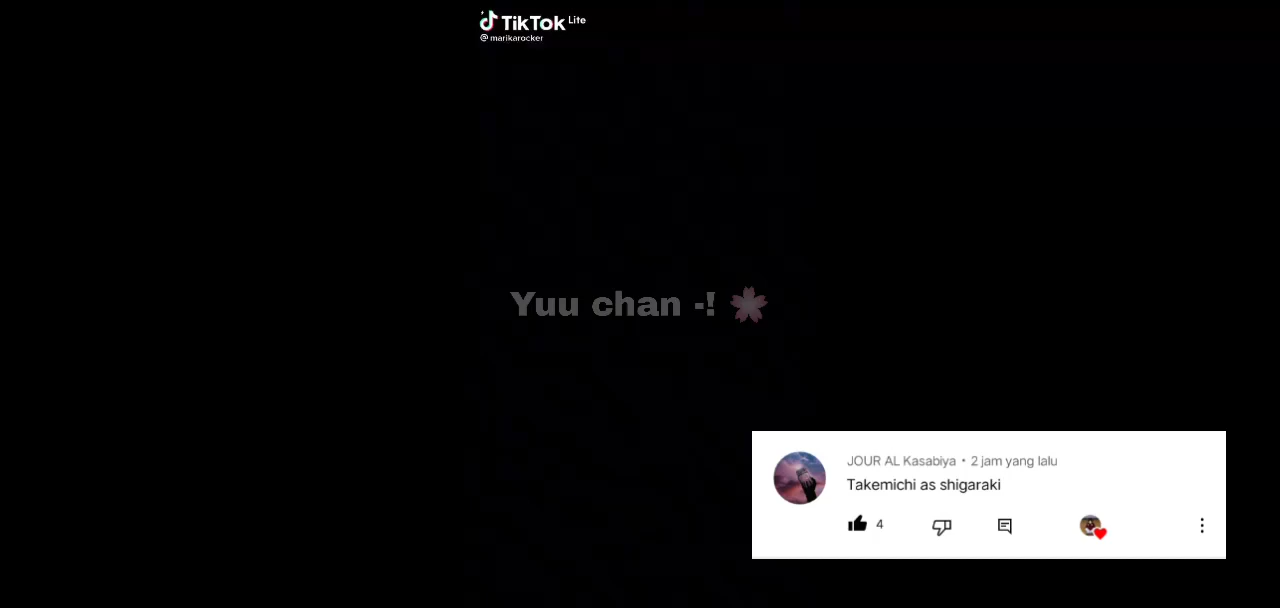 TikTok Lite
@ marikarocker
Yuu chan -! 🌸
JOUR AL Kasabiya • 2 jam yang lalu
Takemichi as shigaraki
4